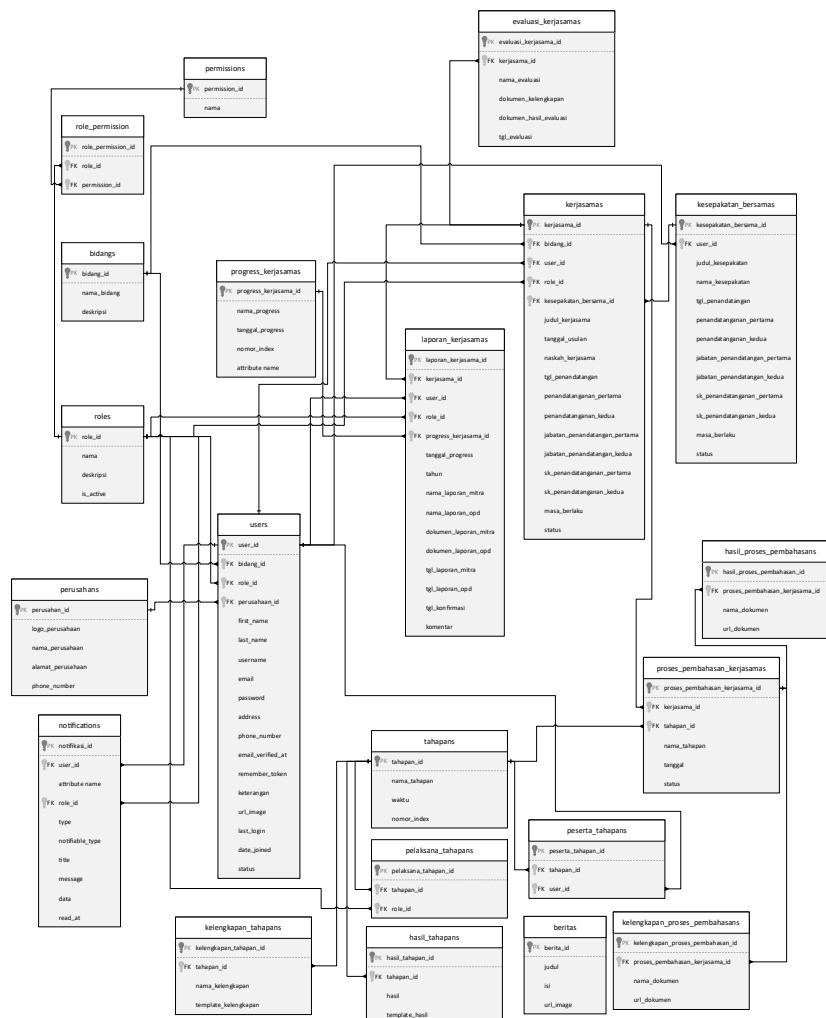 evaluasi_kerjasamas
PK evaluasi_kerjasama_id
FK kerjasama_id
nama_evaluasi
dokumen_kelengkapan
dokumen_hasil_evaluasi
tgl_evaluasi
permissions
PK permission_id
nama
role_permission
PK role_permission_id
FK role_id
FK permission_id
kerjasamas
PK kerjasama_id
FK bidang_id
FK user_id
FK role_id
FK kesepakatan_bersama_id
judul_kerjasama
tanggal_usulan
naskah_kerjasama
tgl_penandatangan
penandatanganan_pertama
penandatanganan_kedua
jabatan_penandatangan_pertama
jabatan_penandatangan_kedua
sk_penandatanganan_pertama
sk_penandatanganan_kedua
masa_berlaku
status
kesepakatan_bersamas
PK kesepakatan_bersama_id
FK user_id
judul_kesepakatan
nama_kesepakatan
tgl_penandatangan
penandatanganan_pertama
penandatanganan_kedua
jabatan_penandatangan_pertama
jabatan_penandatangan_kedua
sk_penandatanganan_pertama
sk_penandatanganan_kedua
masa_berlaku
status
bidangs
PK bidang_id
nama_bidang
deskripsi
progress_kerjasamas
PK progress_kerjasama_id
nama_progress
tanggal_progress
nomor_index
attribute name
laporan_kerjasamas
PK laporan_kerjasama_id
FK kerjasama_id
FK user_id
FK role_id
FK progress_kerjasama_id
tanggal_progress
tahun
nama_laporan_mitra
nama_laporan_opd
dokumen_laporan_mitra
dokumen_laporan_opd
tgl_laporan_mitra
tgl_laporan_opd
tgl_konfirmasi
komentar
roles
PK role_id
nama
deskripsi
is_active
users
PK user_id
FK bidang_id
FK role_id
FK perusahaan_id
first_name
last_name
username
email
password
address
phone_number
email_verified_at
remember_token
keterangan
url_image
last_login
date_joined
status
hasil_proses_pembahasans
PK hasil_proses_pembahasan_id
FK proses_pembahasan_kerjasama_id
nama_dokumen
url_dokumen
perusahans
PK perusahan_id
logo_perusahaan
nama_perusahaan
alamat_perusahaan
phone_number
proses_pembahasan_kerjasamas
PK proses_pembahasan_kerjasama_id
FK kerjasama_id
FK tahapan_id
nama_tahapan
tanggal
status
notifications
PK notifikasi_id
FK user_id
attribute name
FK role_id
type
notifiable_type
title
message
data
read_at
tahapans
PK tahapan_id
nama_tahapan
waktu
nomor_index
peserta_tahapans
PK peserta_tahapan_id
FK tahapan_id
FK user_id
pelaksana_tahapans
PK pelaksana_tahapan_id
FK tahapan_id
FK role_id
kelengkapan_tahapans
PK kelengkapan_tahapan_id
FK tahapan_id
nama_kelengkapan
template_kelengkapan
hasil_tahapans
PK hasil_tahapan_id
FK tahapan_id
hasil
template_hasil
beritas
PK berita_id
judul
isi
url_image
kelengkapan_proses_pembahasans
PK kelengkapan_proses_pembahasan_id
FK proses_pembahasan_kerjasama_id
nama_dokumen
url_dokumen